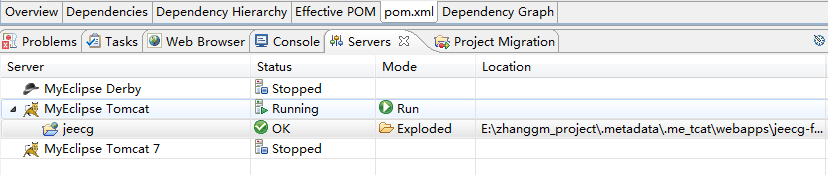 Overview Dependencies Dependency Hierarchy Effective POM pom.xml Dependency Graph
Problems Tasks Web Browser Console Servers Project Migration
Server Status Mode Location
MyEclipse Derby Stopped
MyEclipse Tomcat Running Run
jeecg OK Exploded E:\zhanggm_project\.metadata\.me_tcat\webapps\jeecg-f...
MyEclipse Tomcat 7 Stopped